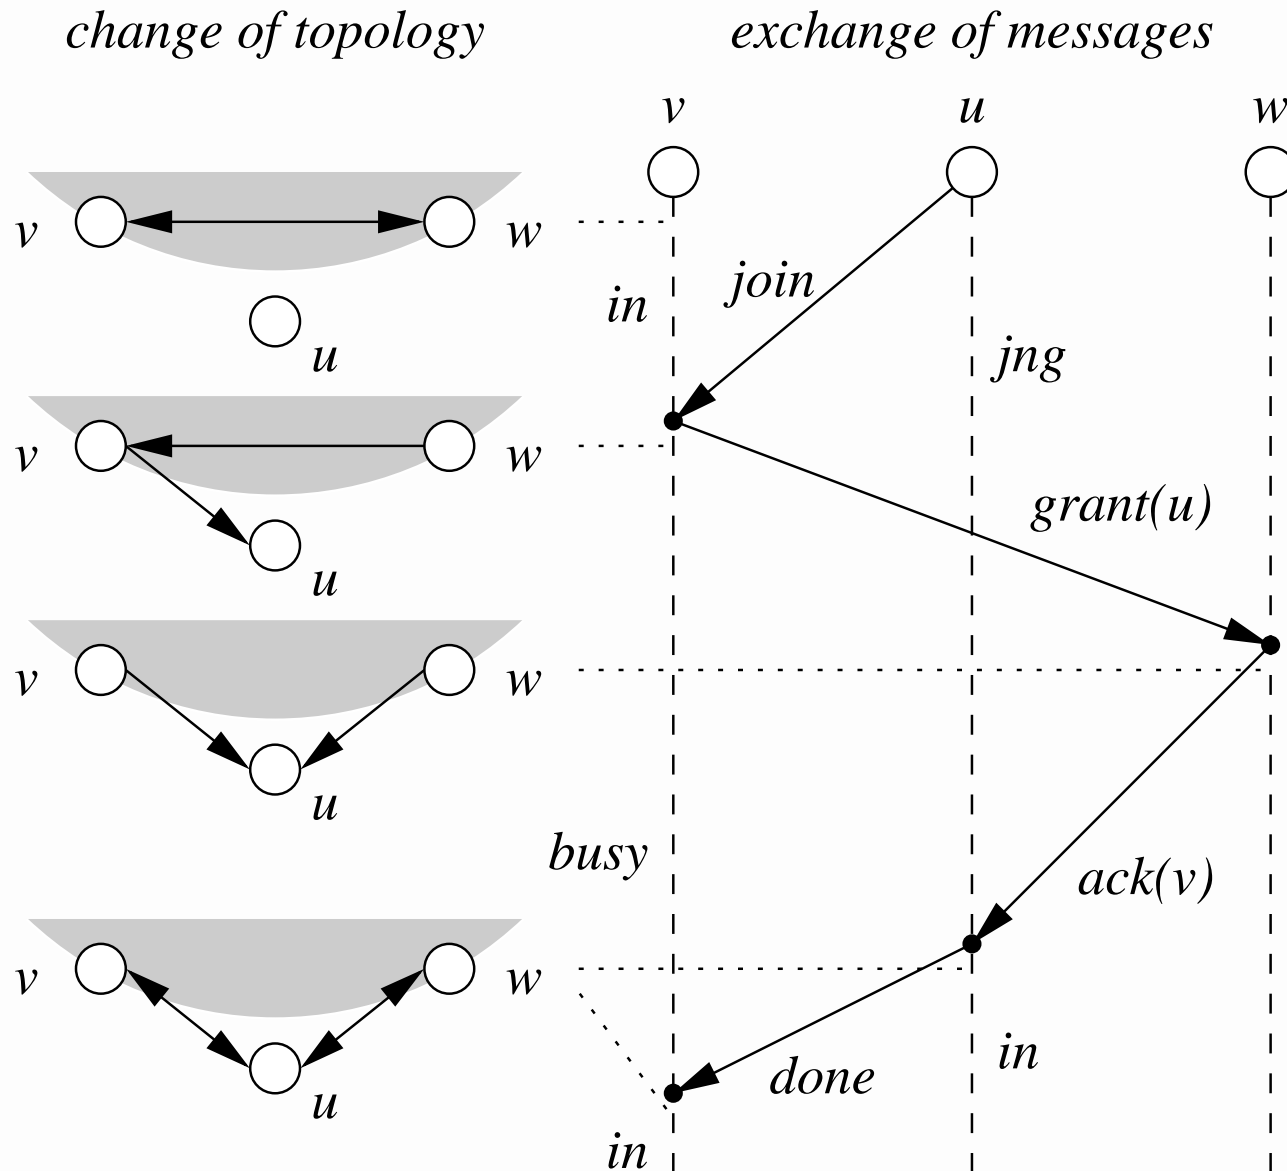 change of topology
exchange of messages
v u w
v w
u
in
join
jng
v w
u
grant(u)
v w
u
busy
ack(v)
v w
u
in
done
in